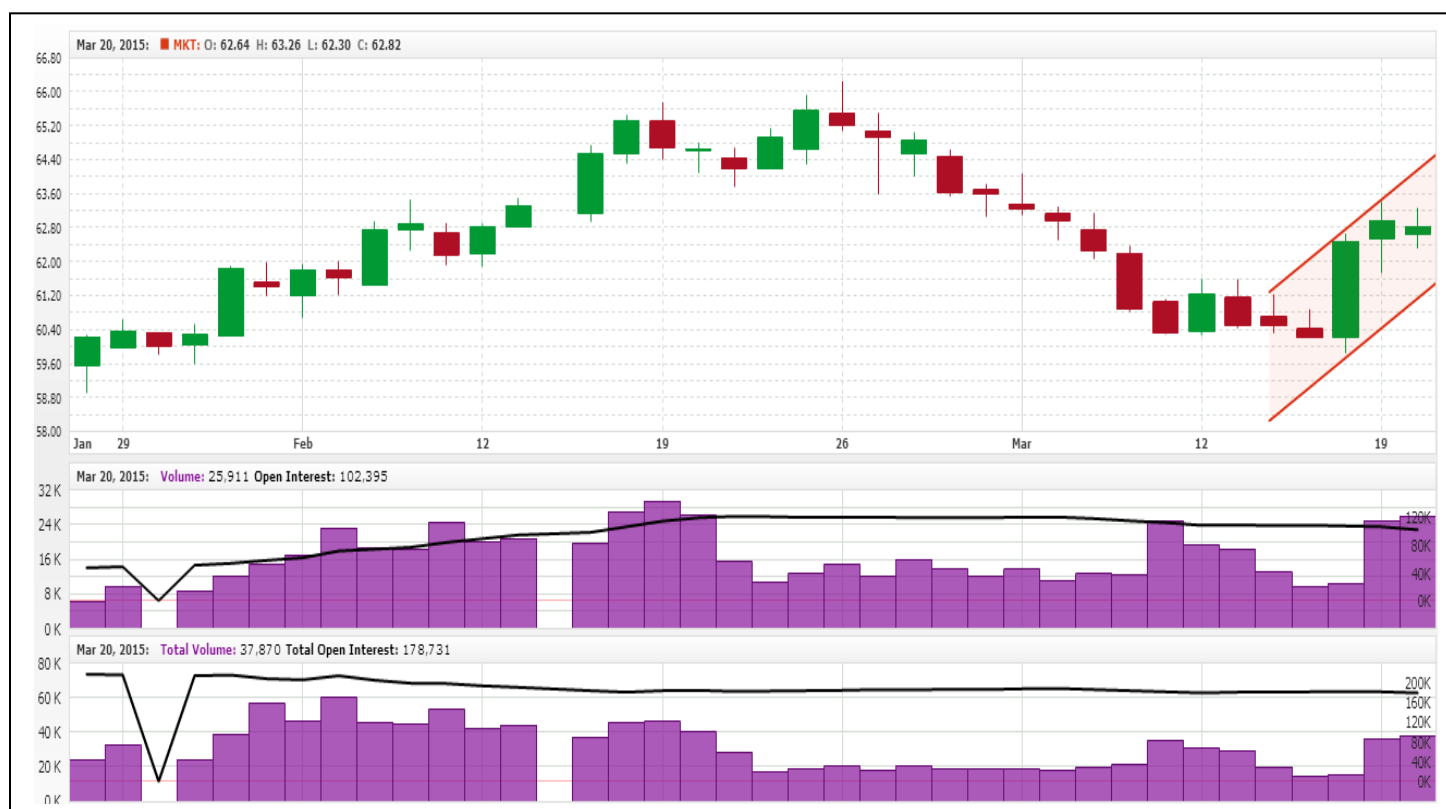 Mar 20, 2015: MKT: O: 62.64 H: 63.26 L: 62.30 C: 62.82
66.80
66.00
65.20
64.40
63.60
62.80
62.00
61.20
60.40
59.60
58.80
58.00
Jan 29 Feb 12 19 26 Mar 12 19
Mar 20, 2015: Volume: 25,911 Open Interest: 102,395
32 K
24 K 120K
16 K 80K
8 K 40K
0 K 0K
Mar 20, 2015: Total Volume: 37,870 Total Open Interest: 178,731
80 K
60 K 200K
160K
40 K 120K
80K
20 K 40K
0 K 0K